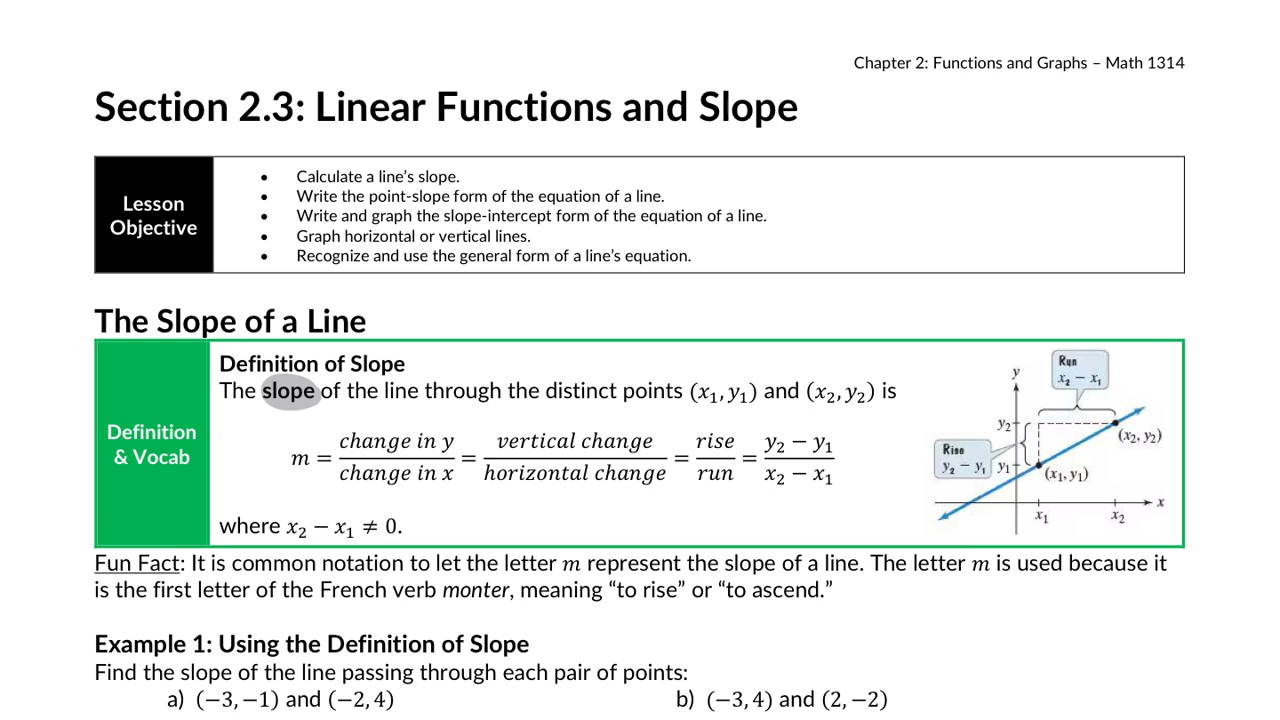 Chapter 2: Functions and Graphs – Math 1314
Section 2.3: Linear Functions and Slope
Lesson
Objective
• Calculate a line’s slope.
• Write the point-slope form of the equation of a line.
• Write and graph the slope-intercept form of the equation of a line.
• Graph horizontal or vertical lines.
• Recognize and use the general form of a line’s equation.
The Slope of a Line
Definition
& Vocab
Definition of Slope
The slope of the line through the distinct points (x₁, y₁) and (x₂, y₂) is
m = change in y / change in x = vertical change / horizontal change = rise / run = y₂ − y₁ / x₂ − x₁
where x₂ − x₁ ≠ 0.
Run
x₂ − x₁
y
y₂
(x₂, y₂)
Rise
y₂ − y₁
y₁
(x₁, y₁)
x
x₁
x₂
Fun Fact: It is common notation to let the letter m represent the slope of a line. The letter m is used because it
is the first letter of the French verb monter, meaning “to rise” or “to ascend.”
Example 1: Using the Definition of Slope
Find the slope of the line passing through each pair of points:
a) (−3, −1) and (−2, 4)
b) (−3, 4) and (2, −2)